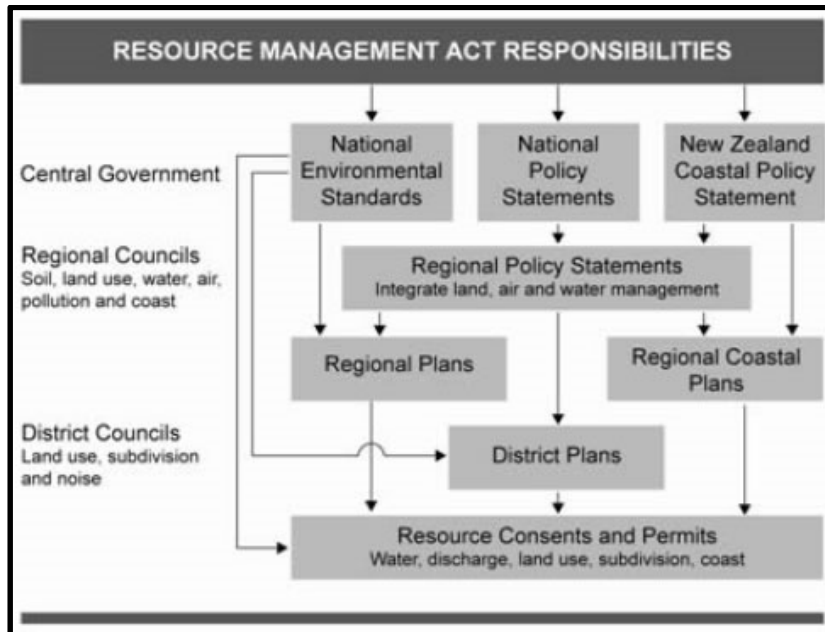 RESOURCE MANAGEMENT ACT RESPONSIBILITIES
Central Government
National
Environmental
Standards
National
Policy
Statements
New Zealand
Coastal Policy
Statement
Regional Councils
Soil, land use, water, air,
pollution and coast
Regional Policy Statements
Integrate land, air and water management
Regional Plans
Regional Coastal
Plans
District Councils
Land use, subdivision
and noise
District Plans
Resource Consents and Permits
Water, discharge, land use, subdivision, coast